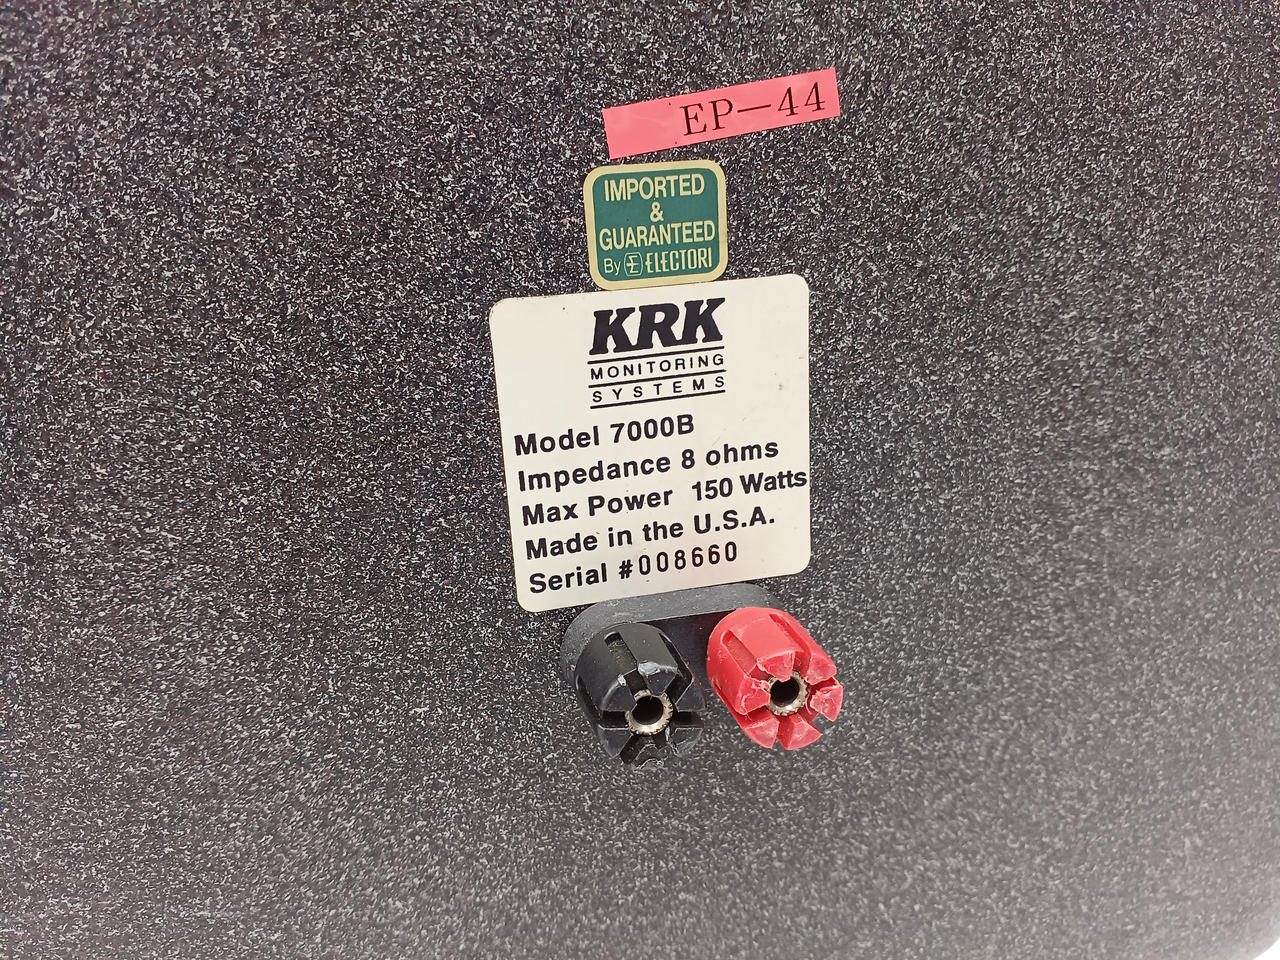 EP-44
IMPORTED
&
GUARANTEED
By E ELECTORI
KRK
MONITORING
SYSTEMS
Model 7000B
Impedance 8 ohms
Max Power 150 Watts
Made in the U.S.A.
Serial #008660